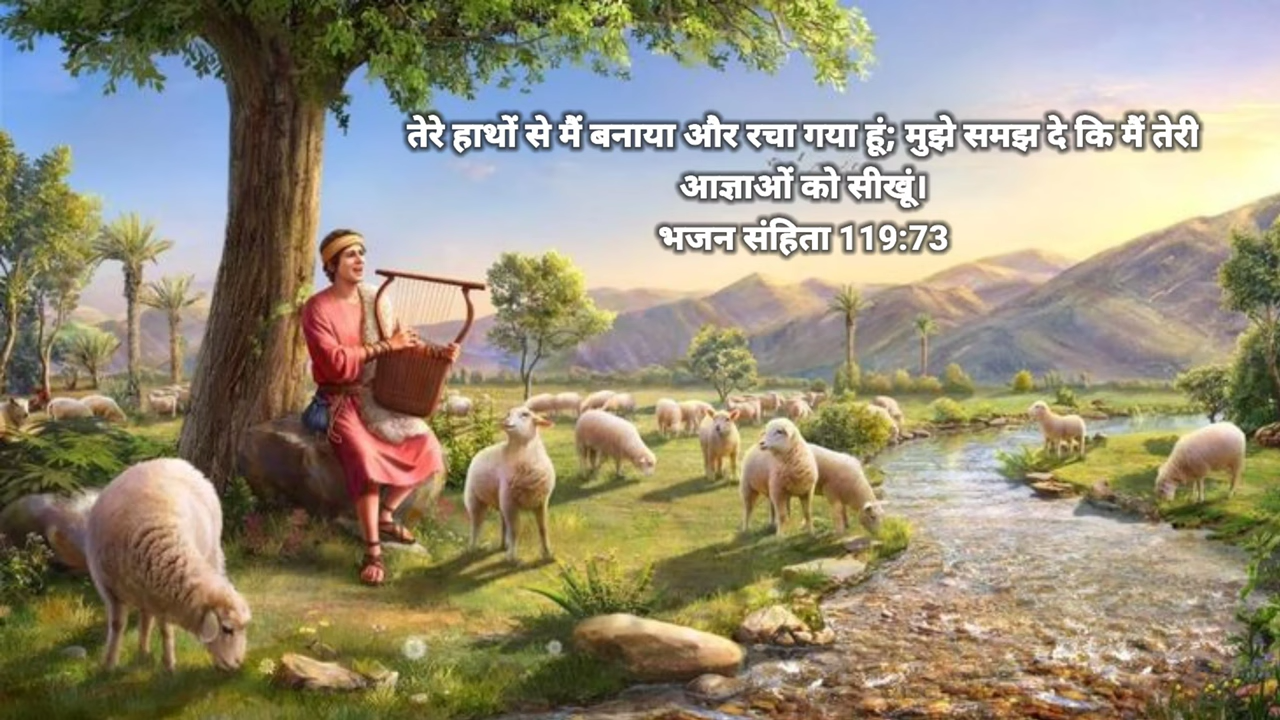 तेरे हाथों से मैं बनाया और रचा गया हूं; मुझे समझ दे कि मैं तेरी
आज्ञाओं को सीखूं।
भजन संहिता 119:73